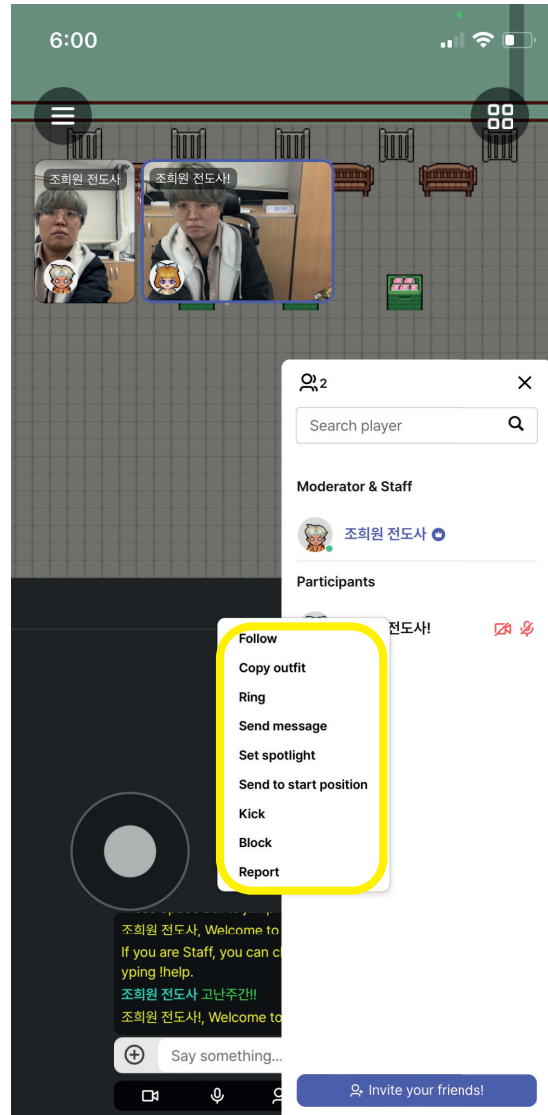 6:00
조희원 전도사
조희원 전도사!
2
Search player
Moderator & Staff
조희원 전도사
Participants
전도사!
Follow
Copy outfit
Ring
Send message
Set spotlight
Send to start position
Kick
Block
Report
조희원 전도사, Welcome to
If you are Staff, you can
yping !help.
조희원 전도사 고난주간!!
조희원 전도사!, Welcome to
Say something...
Invite your friends!